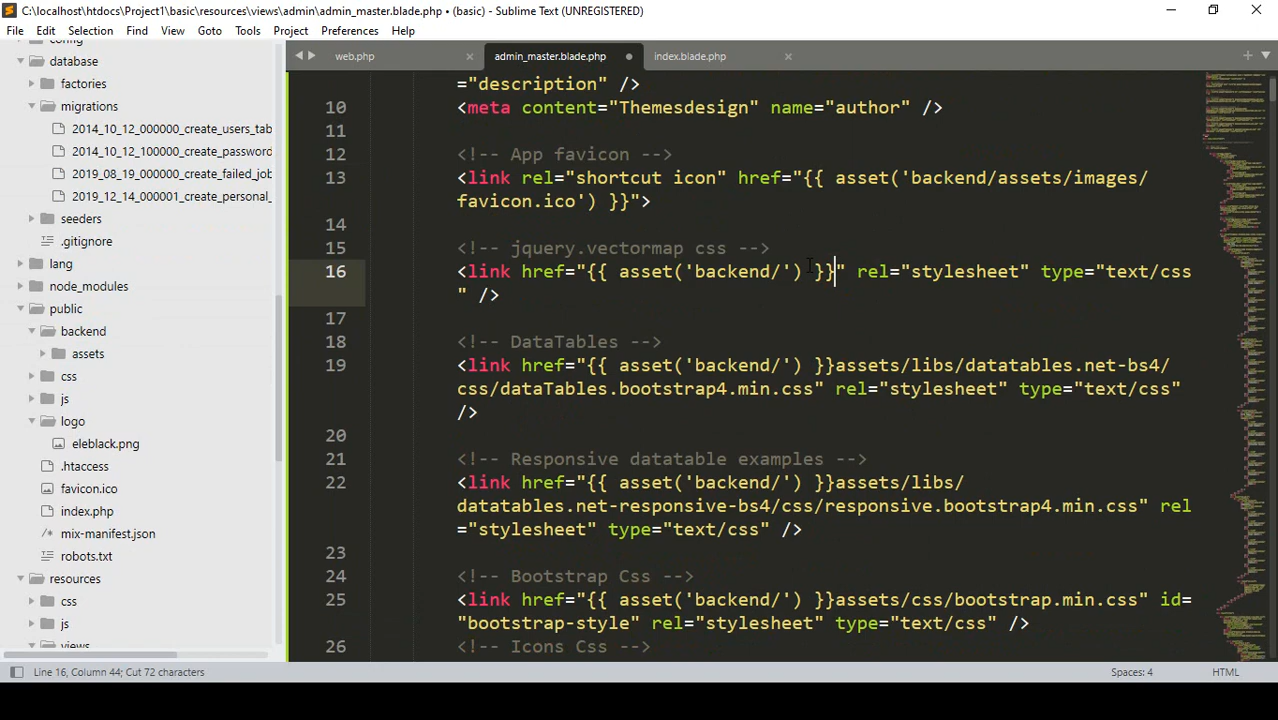 C:\localhost\htdocs\Project1\basic\resources\views\admin\admin_master.blade.php • (basic) - Sublime Text (UNREGISTERED)
File Edit Selection Find View Goto Tools Project Preferences Help
web.php admin_master.blade.php index.blade.php
database
factories
migrations
2014_10_12_000000_create_users_tab
2014_10_12_100000_create_password
2019_08_19_000000_create_failed_job
2019_12_14_000001_create_personal_
seeders
.gitignore
lang
node_modules
public
backend
assets
css
js
logo
eleblack.png
.htaccess
favicon.ico
index.php
mix-manifest.json
robots.txt
resources
css
js
views
="description" />
10 <meta content="Themesdesign" name="author" />
11
12 <!-- App favicon -->
13 <link rel="shortcut icon" href="{{ asset('backend/assets/images/
favicon.ico') }}">
14
15 <!-- jquery.vectormap css -->
16 <link href="{{ asset('backend/') }}" rel="stylesheet" type="text/css
" />
17
18 <!-- DataTables -->
19 <link href="{{ asset('backend/') }}assets/libs/datatables.net-bs4/
css/dataTables.bootstrap4.min.css" rel="stylesheet" type="text/css"
/>
20
21 <!-- Responsive datatable examples -->
22 <link href="{{ asset('backend/') }}assets/libs/
datatables.net-responsive-bs4/css/responsive.bootstrap4.min.css" rel
="stylesheet" type="text/css" />
23
24 <!-- Bootstrap Css -->
25 <link href="{{ asset('backend/') }}assets/css/bootstrap.min.css" id=
"bootstrap-style" rel="stylesheet" type="text/css" />
26 <!-- Icons Css -->
Line 16, Column 44; Cut 72 characters
Spaces: 4 HTML